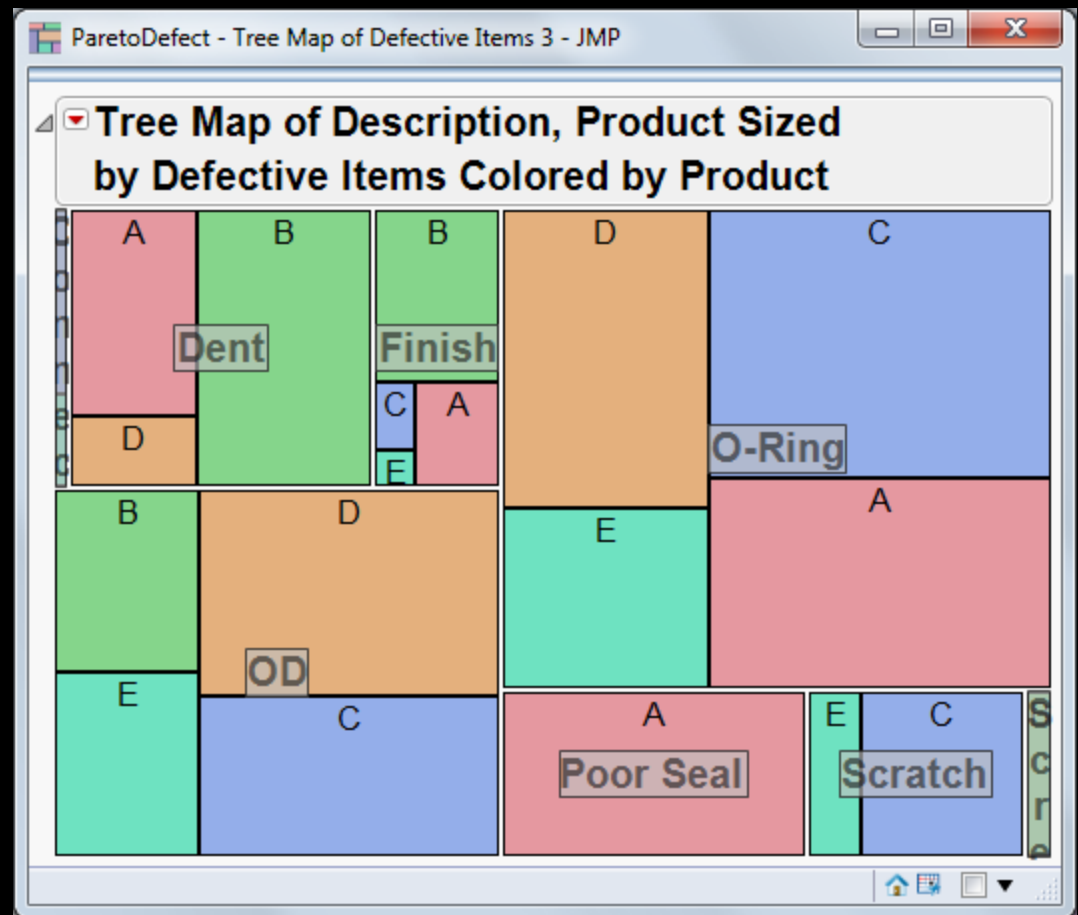 ParetoDefect - Tree Map of Defective Items 3 - JMP
Tree Map of Description, Product Sized
by Defective Items Colored by Product
A
B
B
D
C
Dent
Finish
C
A
D
O-Ring
E
B
D
A
E
OD
E
C
A
E
C
Poor Seal
Scratch
Scre